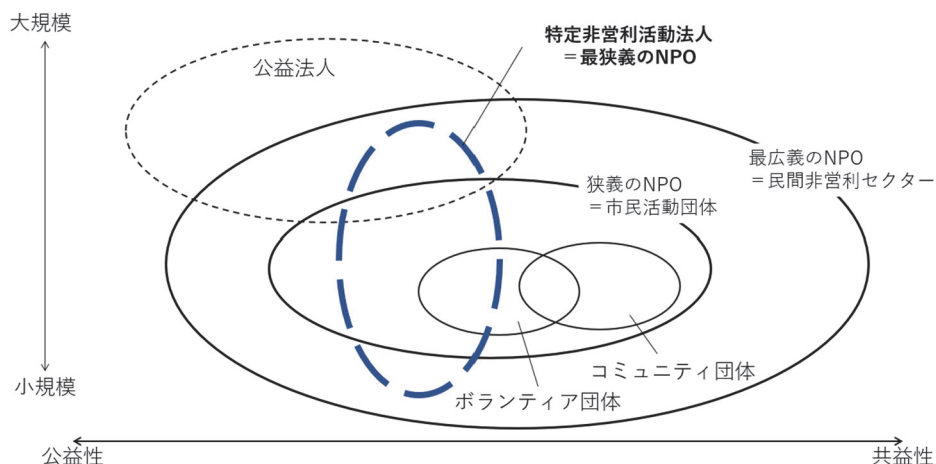 大規模
特定非営利活動法人
＝最狭義のNPO
公益法人
最広義のNPO
＝民間非営利セクター
狭義のNPO
＝市民活動団体
コミュニティ団体
小規模
ボランティア団体
公益性
共益性